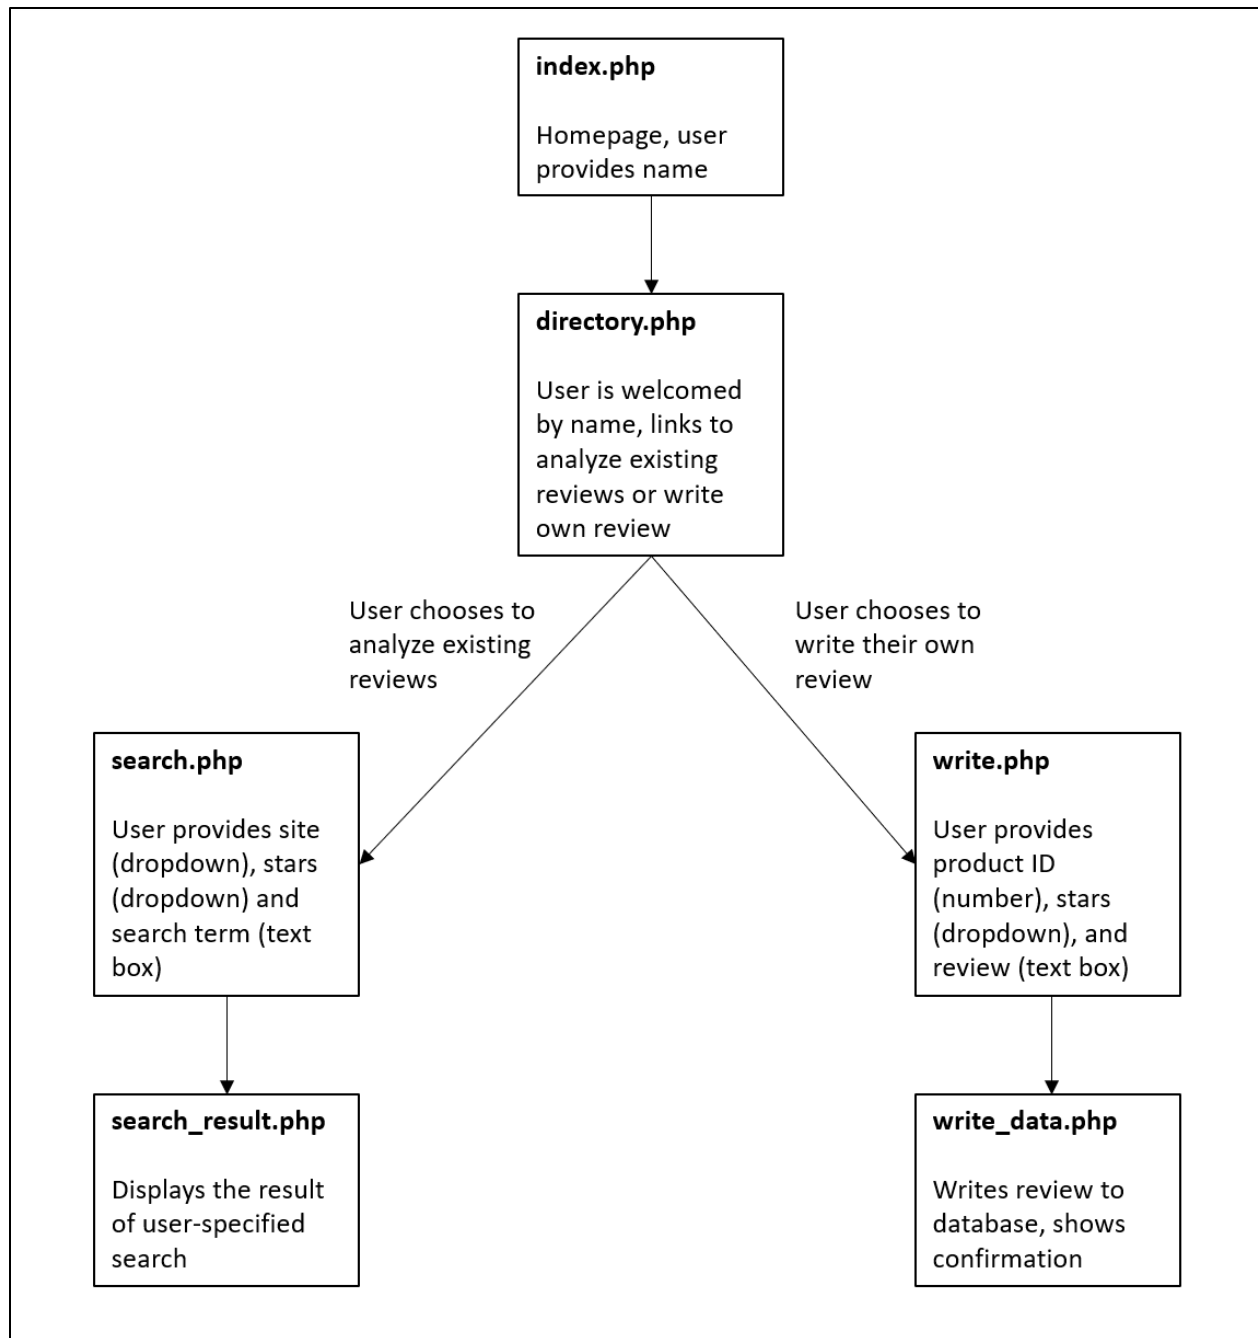 index.php
Homepage, user
provides name
directory.php
User is welcomed
by name, links to
analyze existing
reviews or write
own review
User chooses to
analyze existing
reviews
User chooses to
write their own
review
search.php
User provides site
(dropdown), stars
(dropdown) and
search term (text
box)
write.php
User provides
product ID
(number), stars
(dropdown), and
review (text box)
search_result.php
Displays the result
of user-specified
search
write_data.php
Writes review to
database, shows
confirmation